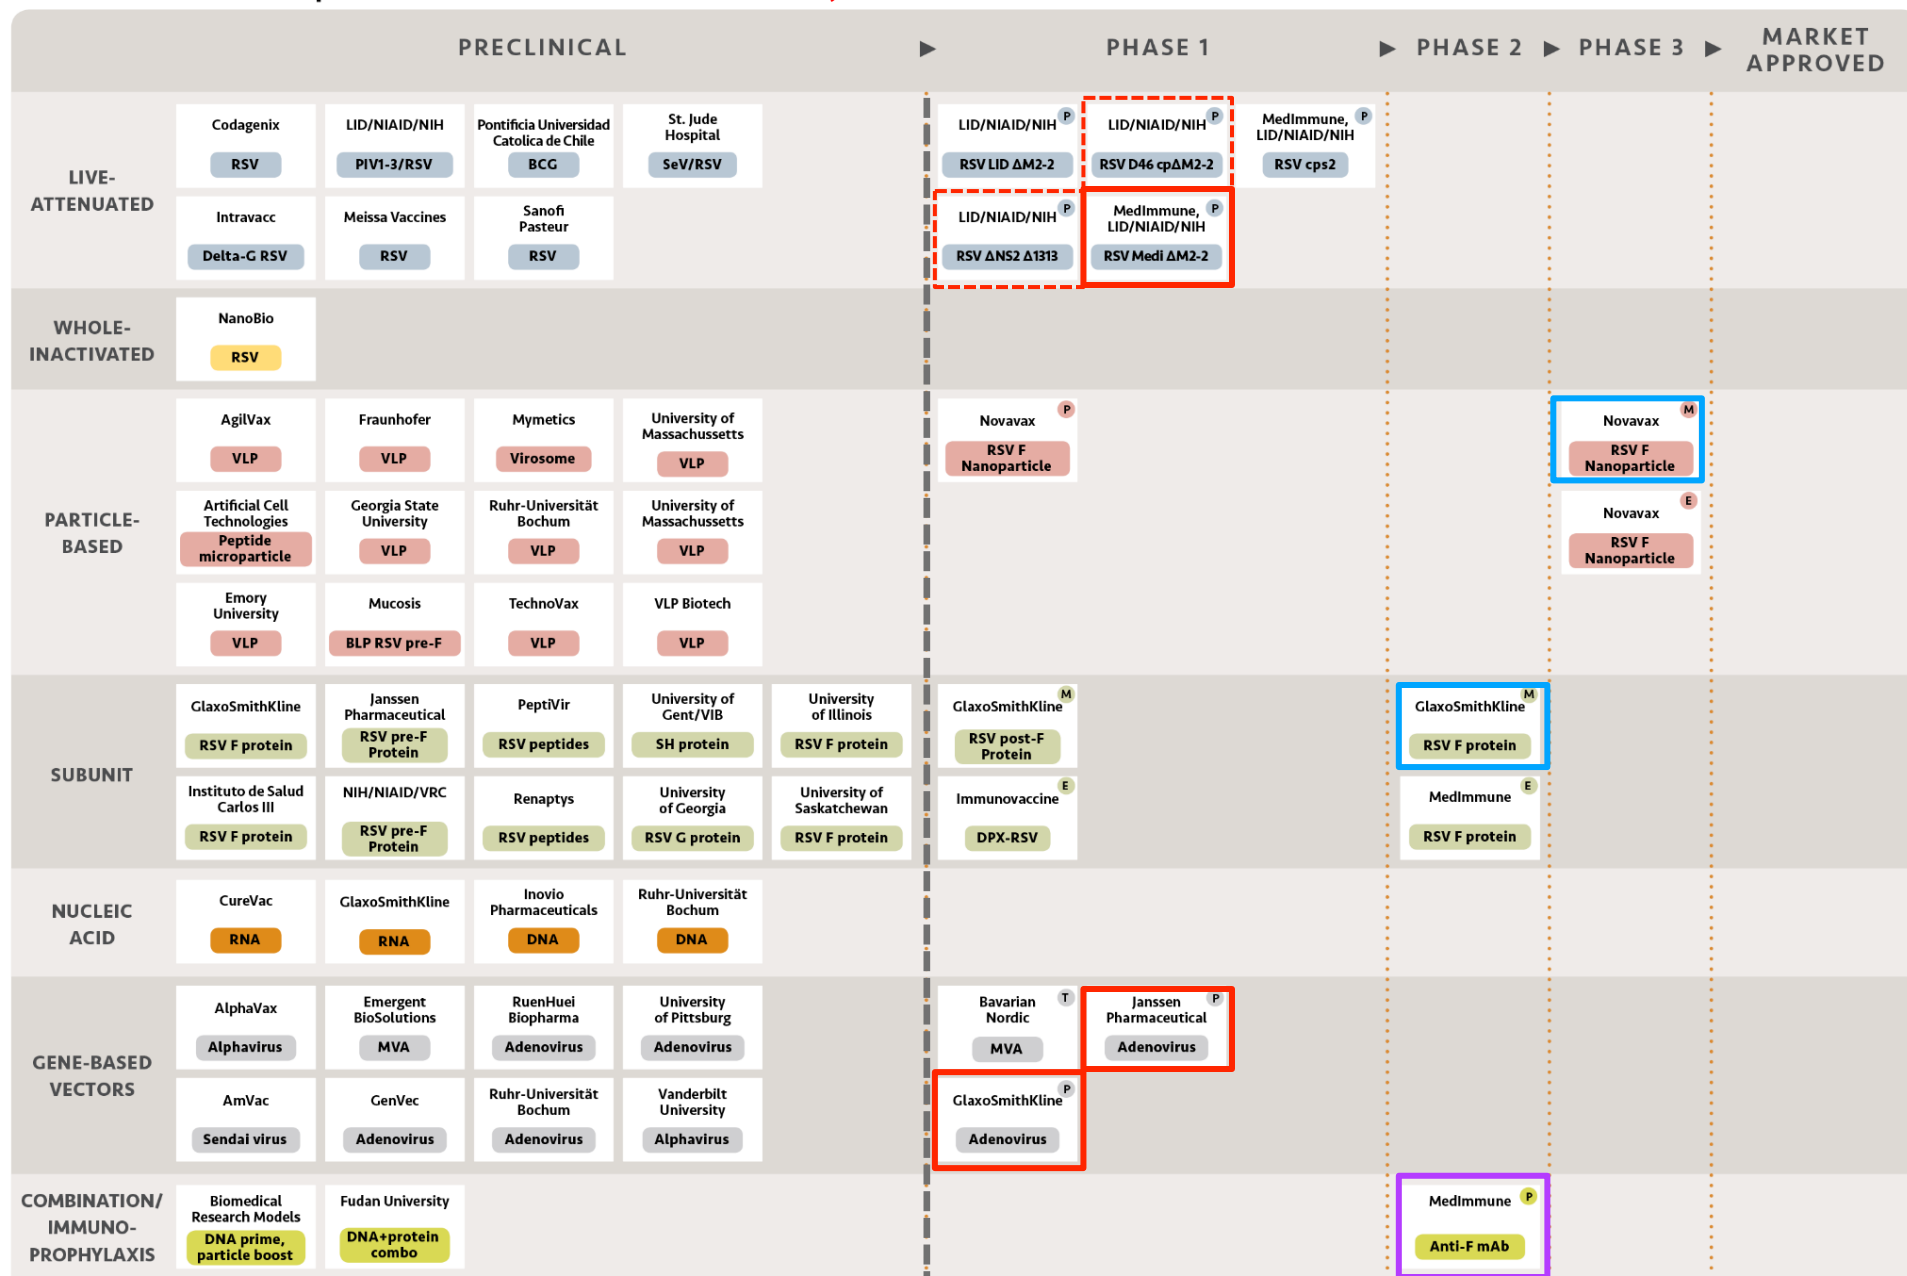 PRECLINICAL
PHASE 1
PHASE 2
PHASE 3
MARKET
APPROVED
LIVE-
ATTENUATED
Codagenix
RSV
LID/NIAID/NIH
PIV1-3/RSV
Pontificia Universidad
Catolica de Chile
BCG
St. Jude
Hospital
SeV/RSV
LID/NIAID/NIH
P
RSV LID ΔM2-2
LID/NIAID/NIH
P
RSV D46 cpΔM2-2
MedImmune,
P
LID/NIAID/NIH
RSV cps2
Intravacc
Delta-G RSV
Meissa Vaccines
RSV
Sanofi
Pasteur
RSV
LID/NIAID/NIH
P
RSV ΔNS2 Δ1313
MedImmune,
P
LID/NIAID/NIH
RSV Medi ΔM2-2
WHOLE-
INACTIVATED
NanoBio
RSV
PARTICLE-
BASED
AgilVax
VLP
Fraunhofer
VLP
Mymetics
Virosome
University of
Massachussetts
VLP
Novavax
P
RSV F
Nanoparticle
Novavax
M
RSV F
Nanoparticle
Artificial Cell
Technologies
Peptide
microparticle
Georgia State
University
VLP
Ruhr-Universität
Bochum
VLP
University of
Massachussetts
VLP
Novavax
E
RSV F
Nanoparticle
Emory
University
VLP
Mucosis
BLP RSV pre-F
TechnoVax
VLP
VLP Biotech
VLP
SUBUNIT
GlaxoSmithKline
RSV F protein
Janssen
Pharmaceutical
RSV pre-F
Protein
PeptiVir
RSV peptides
University of
Gent/VIB
SH protein
University
of Illinois
RSV F protein
GlaxoSmithKline
M
RSV post-F
Protein
GlaxoSmithKline
M
RSV F protein
Instituto de Salud
Carlos III
RSV F protein
NIH/NIAID/VRC
RSV pre-F
Protein
Renaptys
RSV peptides
University
of Georgia
RSV G protein
University of
Saskatchewan
RSV F protein
Immunovaccine
E
DPX-RSV
MedImmune
E
RSV F protein
NUCLEIC
ACID
CureVac
RNA
GlaxoSmithKline
RNA
Inovio
Pharmaceuticals
DNA
Ruhr-Universität
Bochum
DNA
GENE-BASED
VECTORS
AlphaVax
Alphavirus
Emergent
BioSolutions
MVA
RuenHuei
Biopharma
Adenovirus
University
of Pittsburg
Adenovirus
Bavarian
Nordic
T
MVA
Janssen
Pharmaceutical
P
Adenovirus
AmVac
Sendai virus
GenVec
Adenovirus
Ruhr-Universität
Bochum
Adenovirus
Vanderbilt
University
Alphavirus
GlaxoSmithKline
P
Adenovirus
COMBINATION/
IMMUNO-
PROPHYLAXIS
Biomedical
Research Models
DNA prime,
particle boost
Fudan University
DNA+protein
combo
MedImmune
P
Anti-F mAb